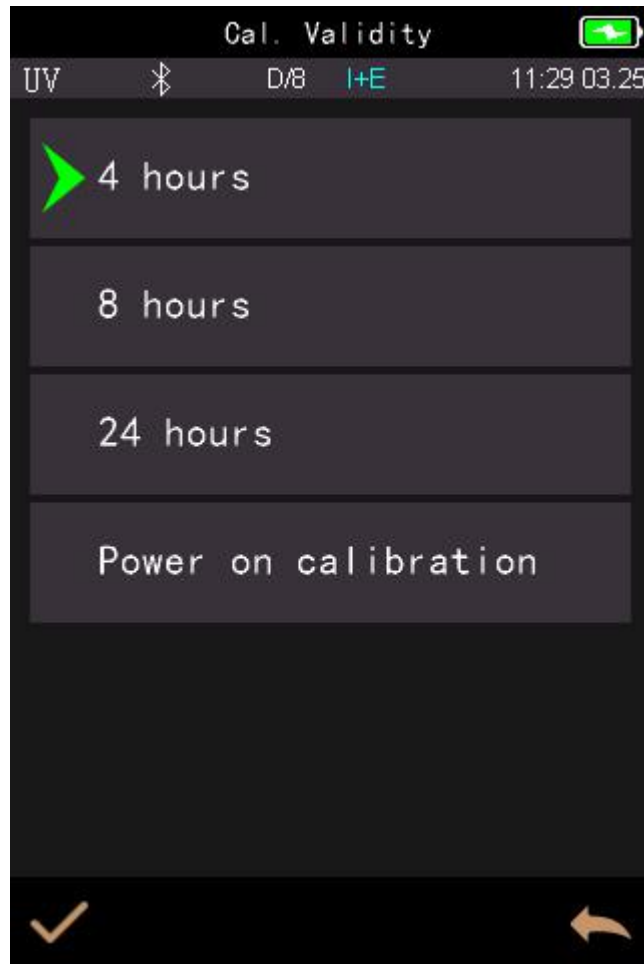 Cal. Validity
UV D/8 I+E 11:29 03.25
4 hours
8 hours
24 hours
Power on calibration